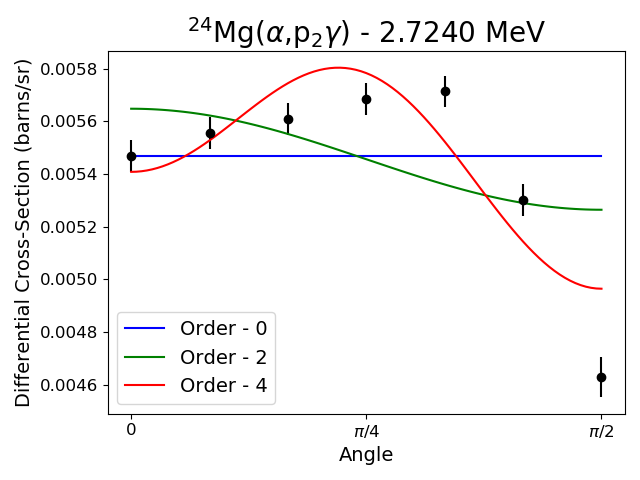 ²⁴Mg(α,p₂γ) - 2.7240 MeV
Differential Cross-Section (barns/sr)
0.0058
0.0056
0.0054
0.0052
0.0050
0.0048
0.0046
Order - 0
Order - 2
Order - 4
0
π/4
π/2
Angle